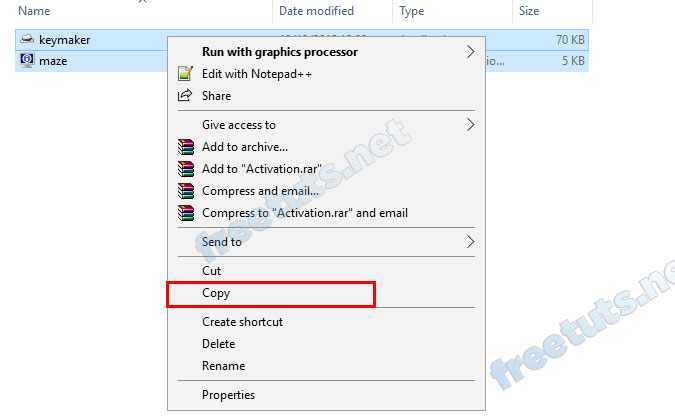 Name Date modified Type Size
keymaker 70 KB
maze 5 KB
Run with graphics processor
Edit with Notepad++
Share
Give access to
Add to archive...
Add to "Activation.rar"
Compress and email...
Compress to "Activation.rar" and email
Send to
Cut
Copy
Create shortcut
Delete
Rename
Properties
freetuts.net
freetuts.net